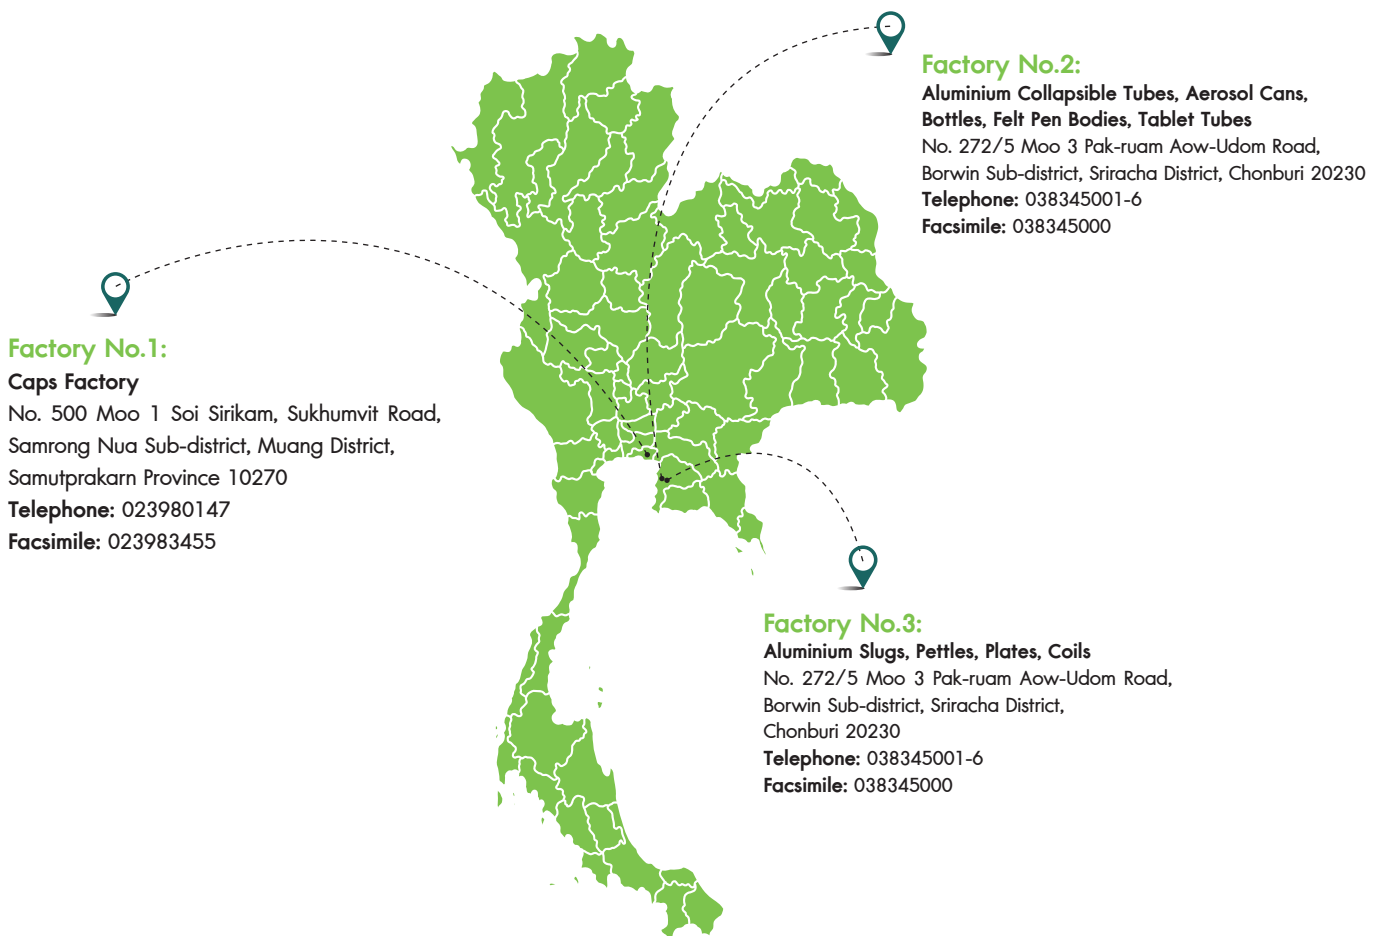 Factory No.2:
Aluminium Collapsible Tubes, Aerosol Cans,
Bottles, Felt Pen Bodies, Tablet Tubes
No. 272/5 Moo 3 Pak-ruam Aow-Udom Road,
Borwin Sub-district, Sriracha District, Chonburi 20230
Telephone: 038345001-6
Facsimile: 038345000
Factory No.1:
Caps Factory
No. 500 Moo 1 Soi Sirikam, Sukhumvit Road,
Samrong Nua Sub-district, Muang District,
Samutprakarn Province 10270
Telephone: 023980147
Facsimile: 023983455
Factory No.3:
Aluminium Slugs, Pettles, Plates, Coils
No. 272/5 Moo 3 Pak-ruam Aow-Udom Road,
Borwin Sub-district, Sriracha District,
Chonburi 20230
Telephone: 038345001-6
Facsimile: 038345000